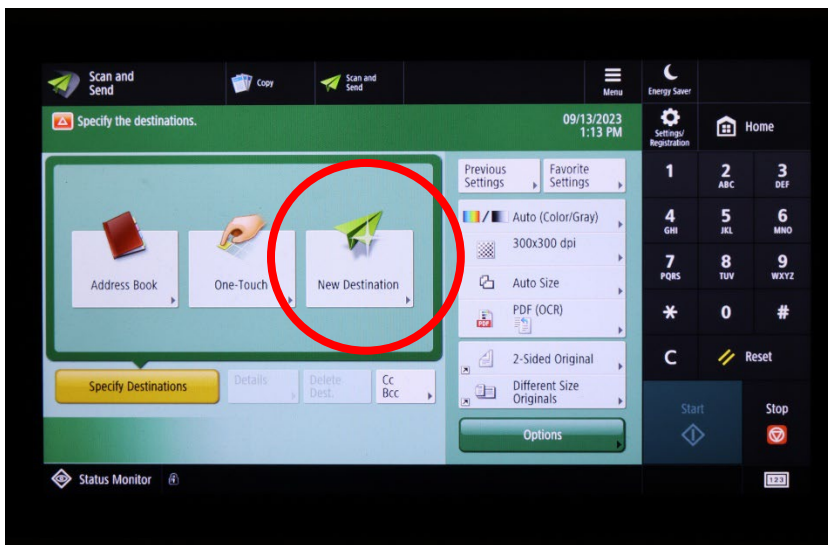 Scan and
Send
Copy
Scan and
Send
Menu
Energy Saver
Specify the destinations.
09/13/2023
1:13 PM
Settings/
Registration
Home
Previous
Settings
Favorite
Settings
1
2
ABC
3
DEF
Auto (Color/Gray)
4
GHI
5
JKL
6
MNO
300x300 dpi
Address Book
One-Touch
New Destination
Auto Size
7
PQRS
8
TUV
9
WXYZ
PDF
PDF (OCR)
*
0
#
2-Sided Original
C
Reset
Specify Destinations
Details
Delete
Dest.
Cc
Bcc
Different Size
Originals
Start
Stop
Options
Status Monitor
123